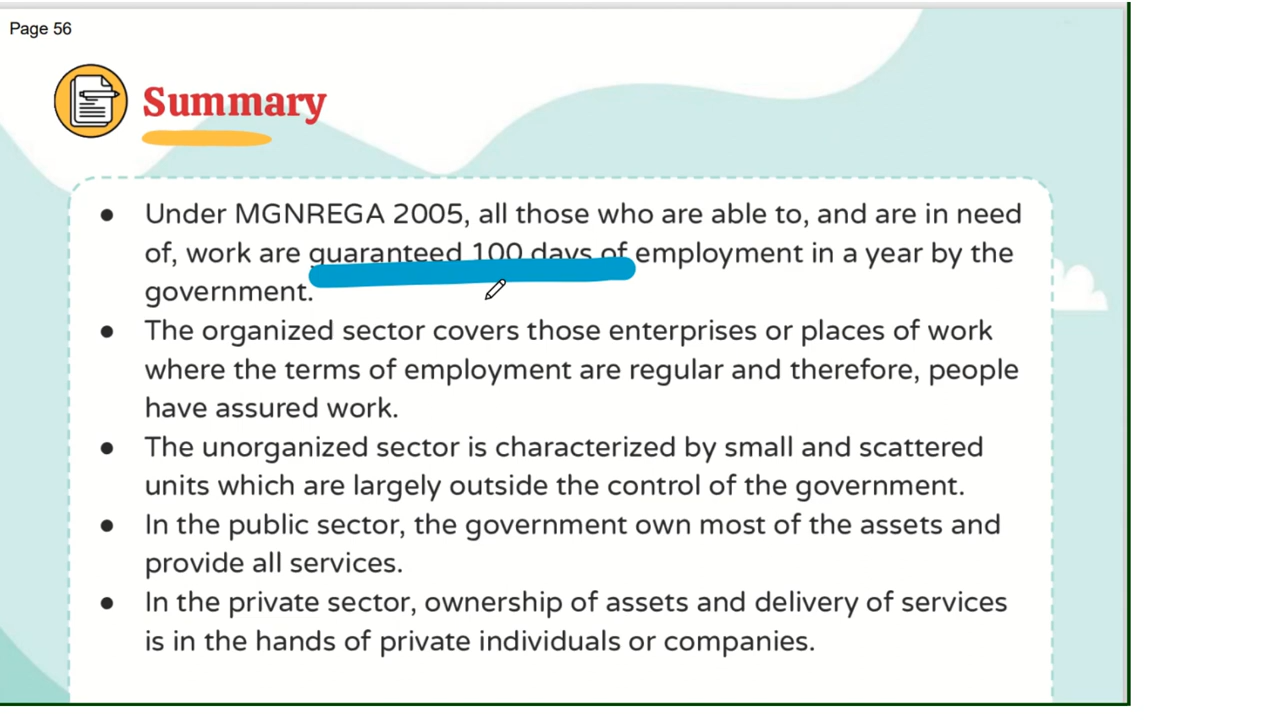 Page 56
Summary
● Under MGNREGA 2005, all those who are able to, and are in need
of, work are guaranteed 100 days of employment in a year by the
government.
● The organized sector covers those enterprises or places of work
where the terms of employment are regular and therefore, people
have assured work.
● The unorganized sector is characterized by small and scattered
units which are largely outside the control of the government.
● In the public sector, the government own most of the assets and
provide all services.
● In the private sector, ownership of assets and delivery of services
is in the hands of private individuals or companies.